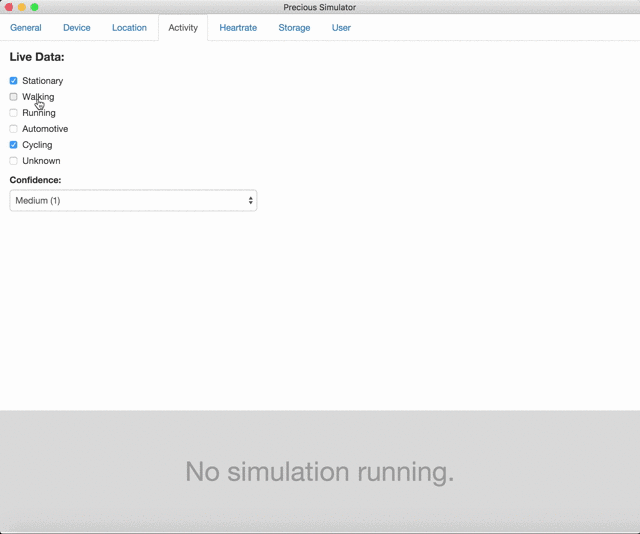 Precious Simulator
General Device Location Activity Heartrate Storage User
Live Data:
Stationary
Walking
Running
Automotive
Cycling
Unknown
Confidence:
Medium (1)
No simulation running.